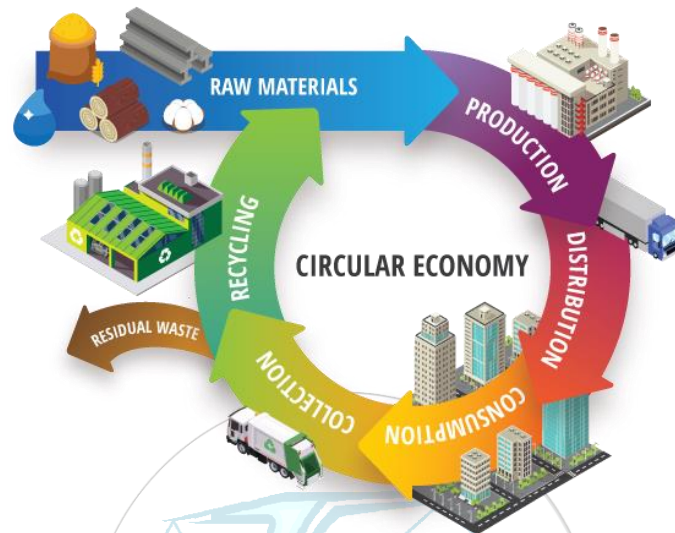 RAW MATERIALS
PRODUCTION
DISTRIBUTION
CIRCULAR ECONOMY
RECYCLING
RESIDUAL WASTE
CONSUMPTION
COLLECTION